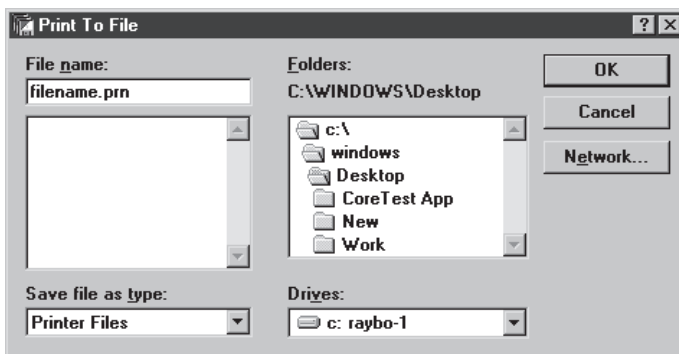 Print To File
File name:
filename.prn
Folders:
C:\WINDOWS\Desktop
c:\
windows
Desktop
CoreTest App
New
Work
OK
Cancel
Network...
Save file as type:
Printer Files
Drives:
c: raybo-1